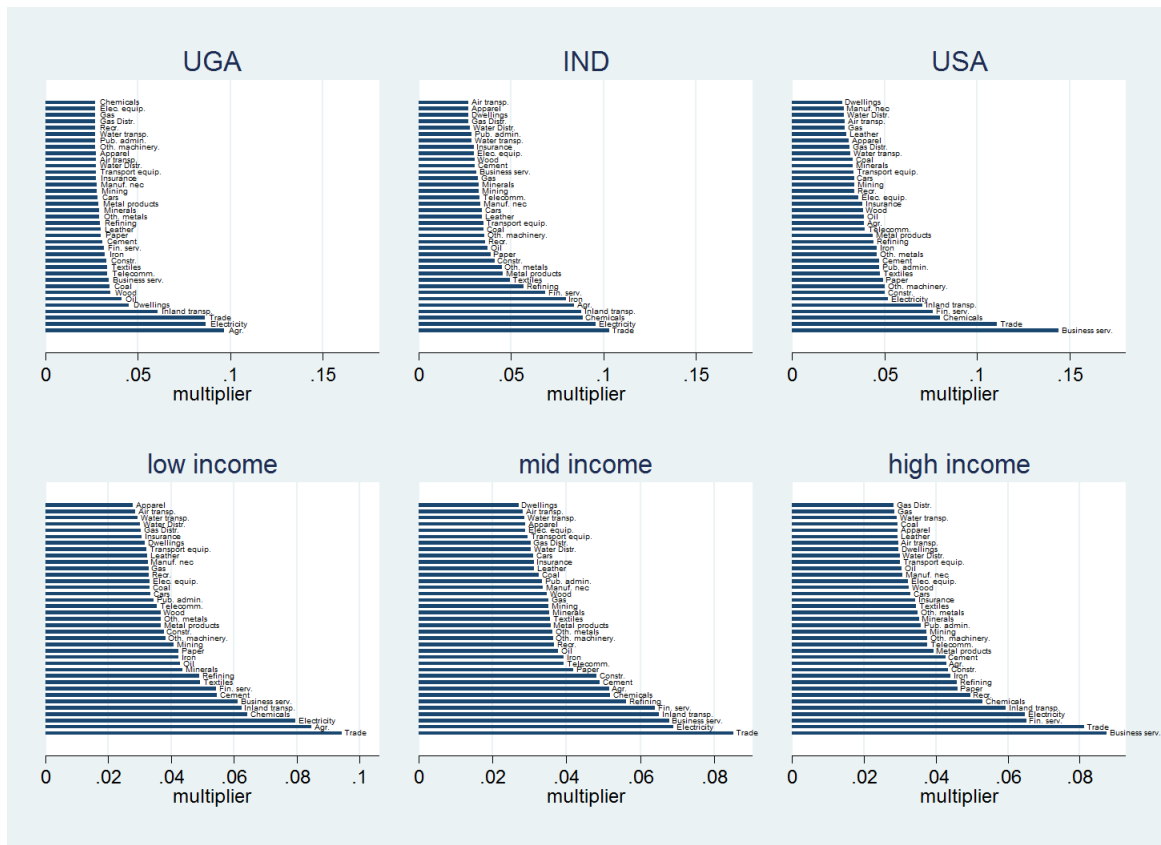 UGA
Chemicals
Elec. equip.
Gas
Gas Distr.
Recr.
Water transp.
Pub. admin.
Oth. machinery.
Apparel
Air transp.
Water Distr.
Transport equip.
Insurance
Manuf. nec
Mining
Cars
Metal products
Minerals
Oth. metals
Refining
Leather
Paper
Cement
Fin. serv.
Iron
Constr.
Textiles
Telecomm.
Business serv.
Coal
Wood
Oil
Dwellings
Inland transp.
Trade
Electricity
Agr.
0 .05 .1 .15
multiplier
IND
Air transp.
Apparel
Dwellings
Gas Distr.
Water Distr.
Pub. admin.
Water transp.
Insurance
Elec. equip.
Wood
Cement
Business serv.
Gas
Minerals
Mining
Telecomm.
Manuf. nec
Cars
Leather
Transport equip.
Coal
Oth. machinery.
Recr.
Oil
Paper
Constr.
Oth. metals
Metal products
Textiles
Refining
Fin. serv.
Iron
Agr.
Inland transp.
Chemicals
Electricity
Trade
0 .05 .1 .15
multiplier
USA
Dwellings
Manuf. nec
Water Distr.
Air transp.
Gas
Leather
Apparel
Gas Distr.
Water transp.
Coal
Minerals
Transport equip.
Cars
Mining
Recr.
Elec. equip.
Insurance
Wood
Oil
Agr.
Telecomm.
Metal products
Refining
Iron
Oth. metals
Cement
Pub. admin.
Textiles
Paper
Oth. machinery.
Constr.
Electricity
Inland transp.
Fin. serv.
Chemicals
Trade
Business serv.
0 .05 .1 .15
multiplier
low income
Apparel
Air transp.
Water transp.
Water Distr.
Gas Distr.
Insurance
Dwellings
Transport equip.
Leather
Manuf. nec
Gas
Recr.
Elec. equip.
Coal
Cars
Pub. admin.
Telecomm.
Wood
Oth. metals
Metal products
Constr.
Oth. machinery.
Mining
Paper
Iron
Oil
Minerals
Refining
Textiles
Fin. serv.
Cement
Business serv.
Inland transp.
Chemicals
Electricity
Agr.
Trade
0 .02 .04 .06 .08 .1
multiplier
mid income
Dwellings
Air transp.
Water transp.
Apparel
Elec. equip.
Transport equip.
Gas Distr.
Water Distr.
Cars
Insurance
Leather
Coal
Pub. admin.
Manuf. nec
Wood
Gas
Mining
Minerals
Textiles
Metal products
Oth. metals
Oth. machinery.
Recr.
Oil
Iron
Telecomm.
Paper
Constr.
Cement
Agr.
Chemicals
Refining
Fin. serv.
Inland transp.
Business serv.
Electricity
Trade
0 .02 .04 .06 .08
multiplier
high income
Gas Distr.
Gas
Water transp.
Coal
Apparel
Leather
Air transp.
Dwellings
Water Distr.
Transport equip.
Oil
Manuf. nec
Elec. equip.
Wood
Cars
Insurance
Textiles
Oth. metals
Minerals
Pub. admin.
Mining
Oth. machinery.
Telecomm.
Metal products
Cement
Agr.
Constr.
Iron
Refining
Paper
Recr.
Chemicals
Inland transp.
Electricity
Fin. serv.
Trade
Business serv.
0 .02 .04 .06 .08
multiplier